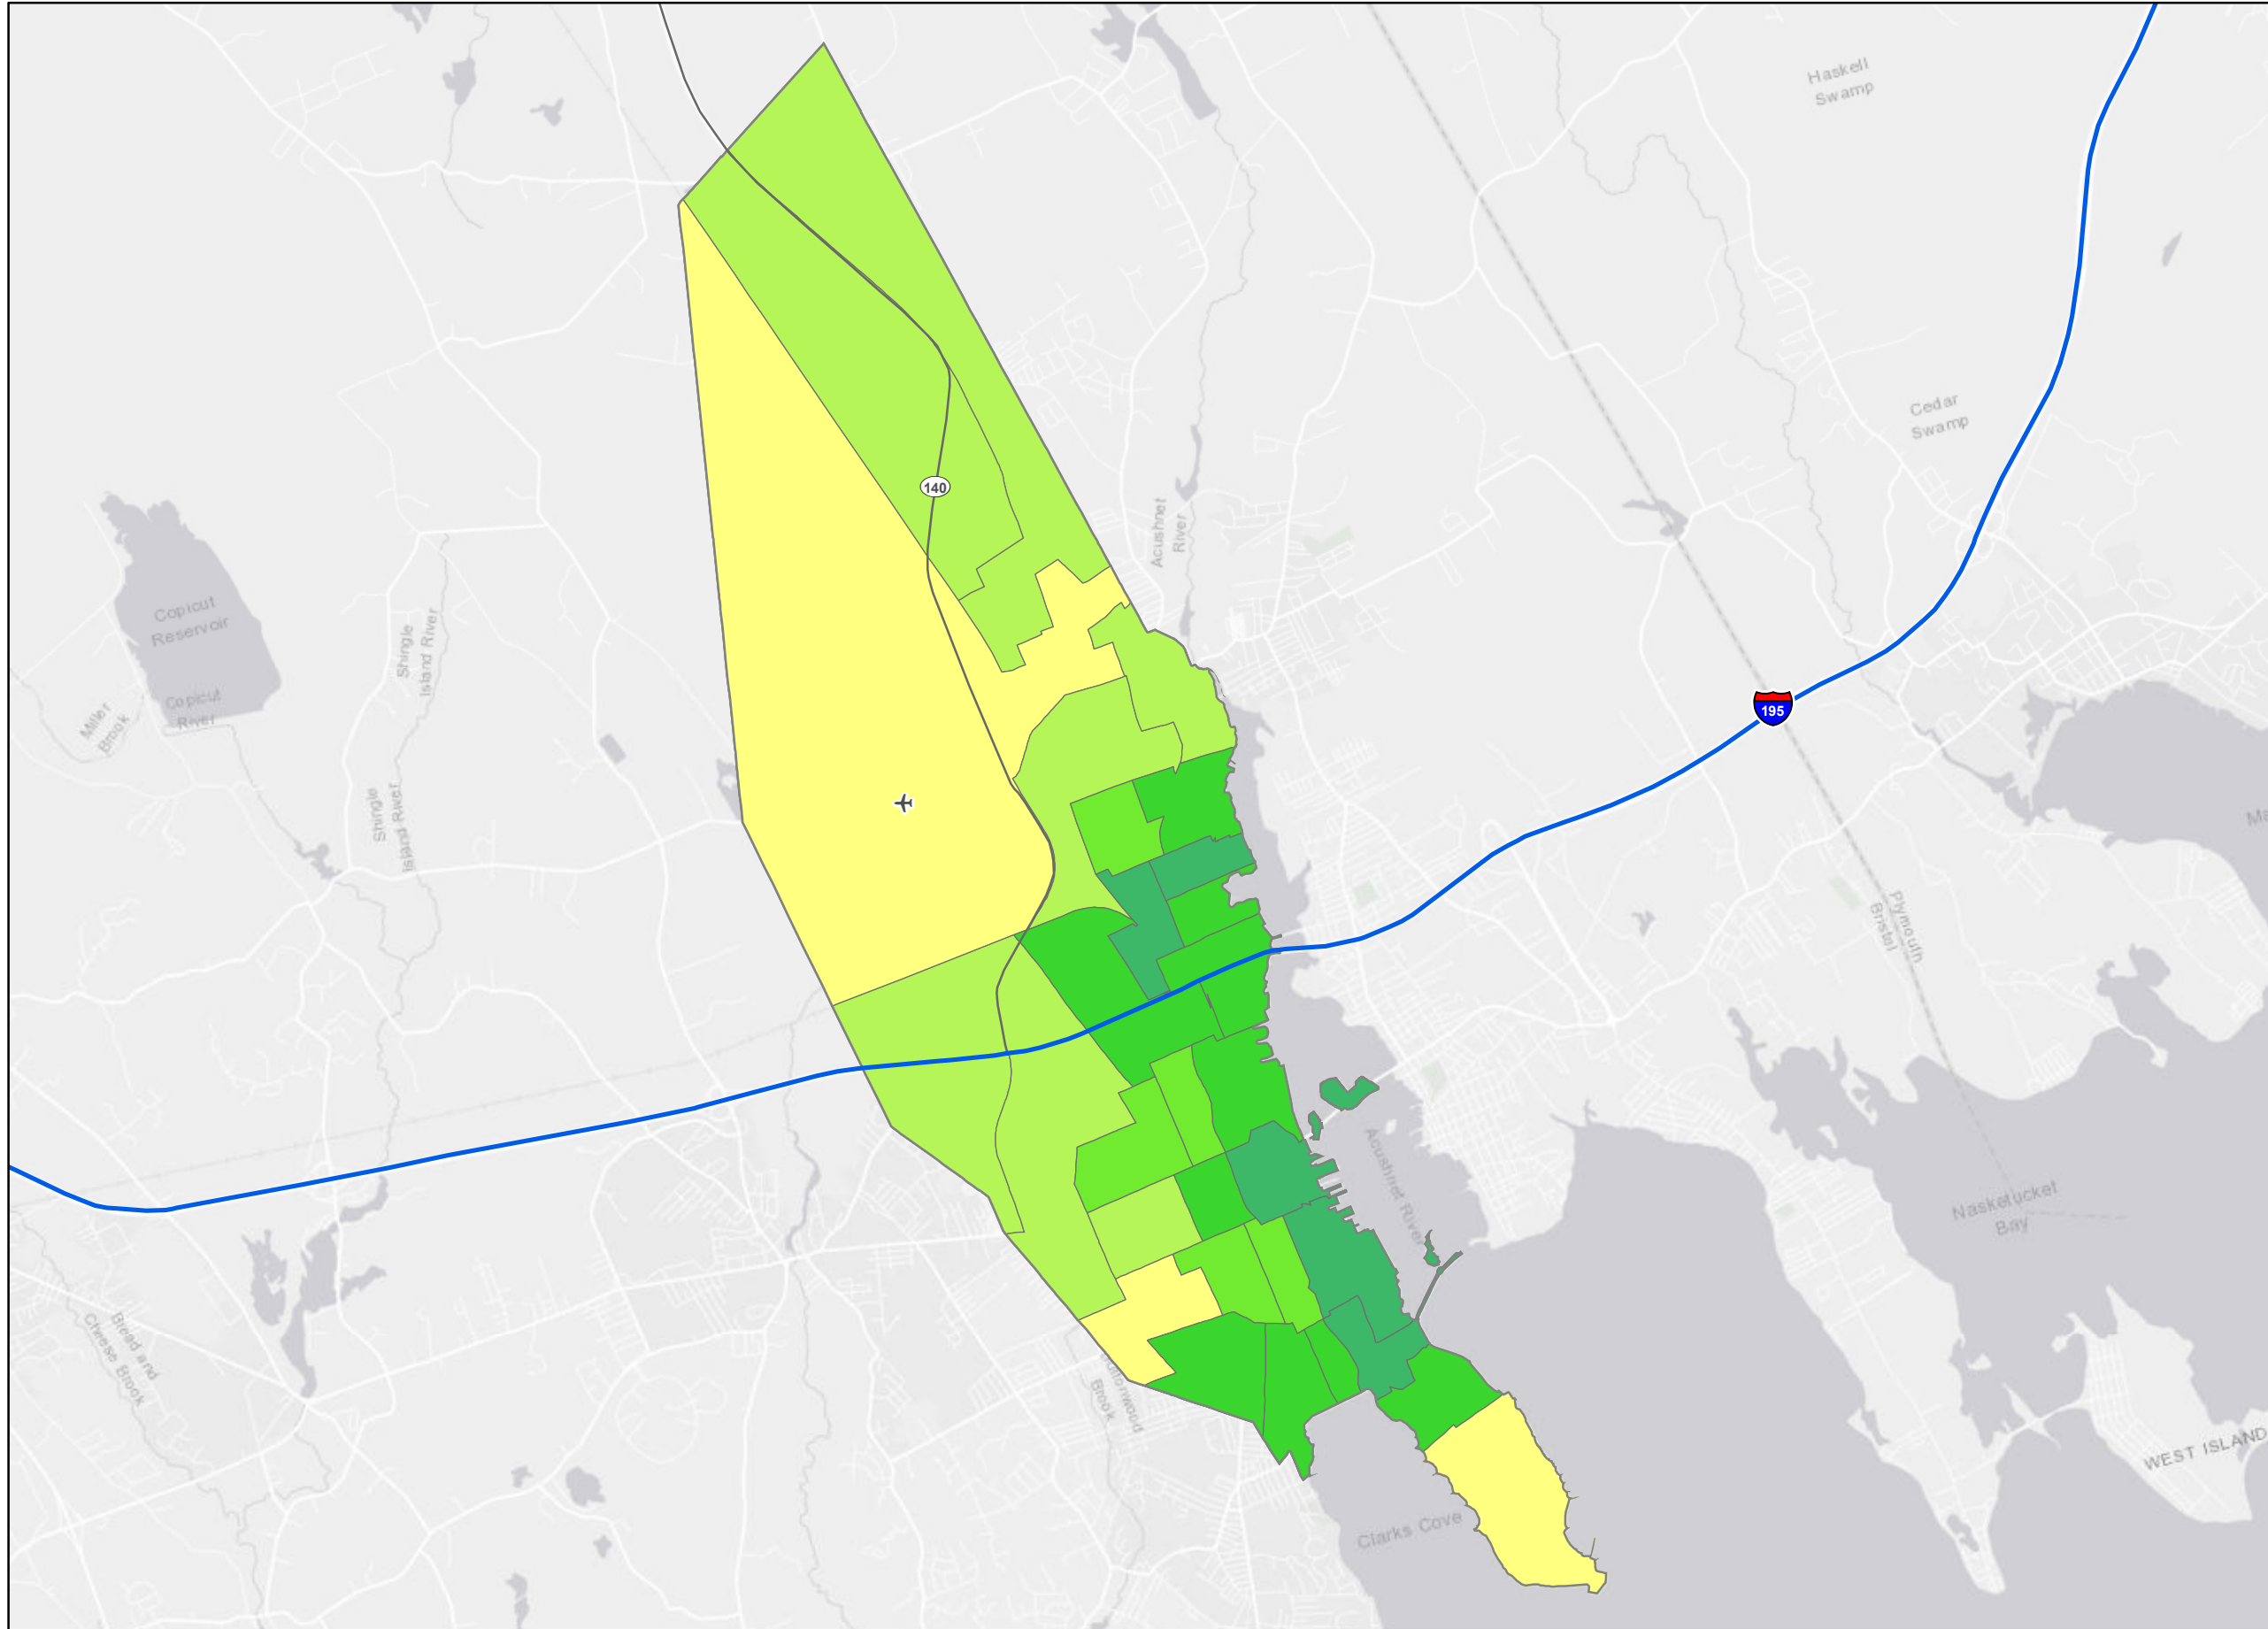 Haskell
Swamp
Cedar
Swamp
140
Acushnet
River
Copicut
Reservoir
Shingle
Island River
Copicut
River
Miller
Brook
195
Shingle
Island River
Plymouth
Bristol
Acushnet River
Nasketucket
Bay
Bread and
Cheese Brook
Brook
WEST ISLAND
Clarks Cove